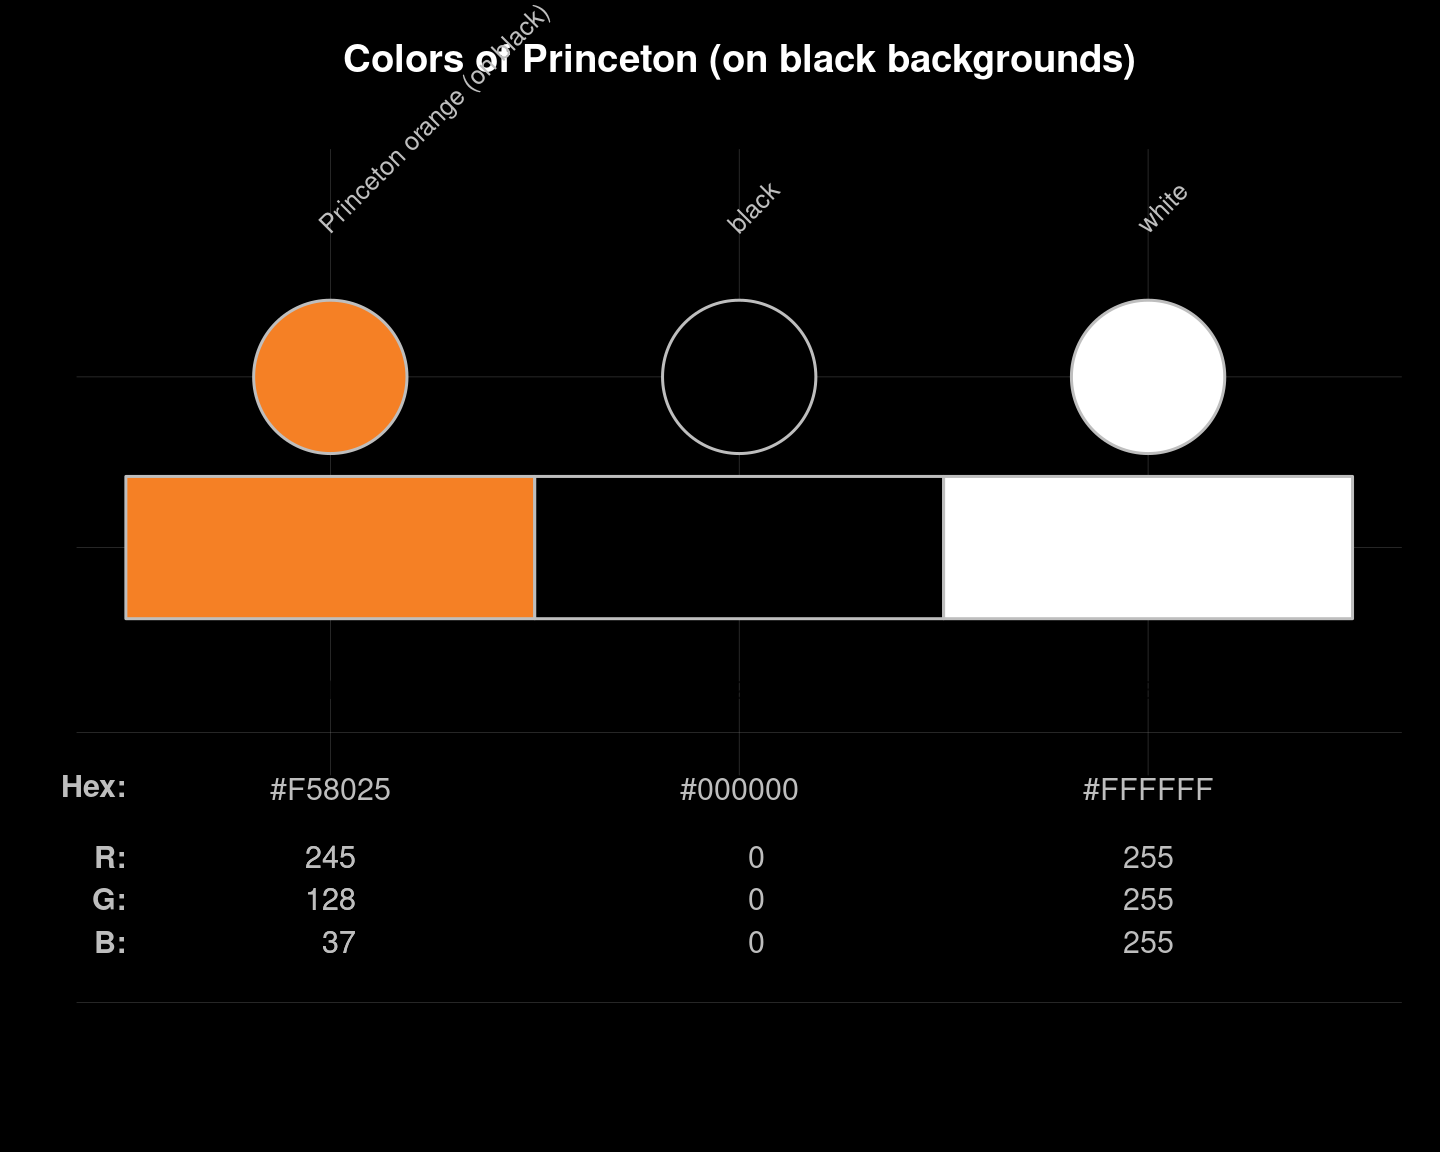 Colors of Princeton (on black backgrounds)
Princeton orange (on black)
black
white
Hex: #F58025 #000000 #FFFFFF
R: 245 0 255
G: 128 0 255
B: 37 0 255